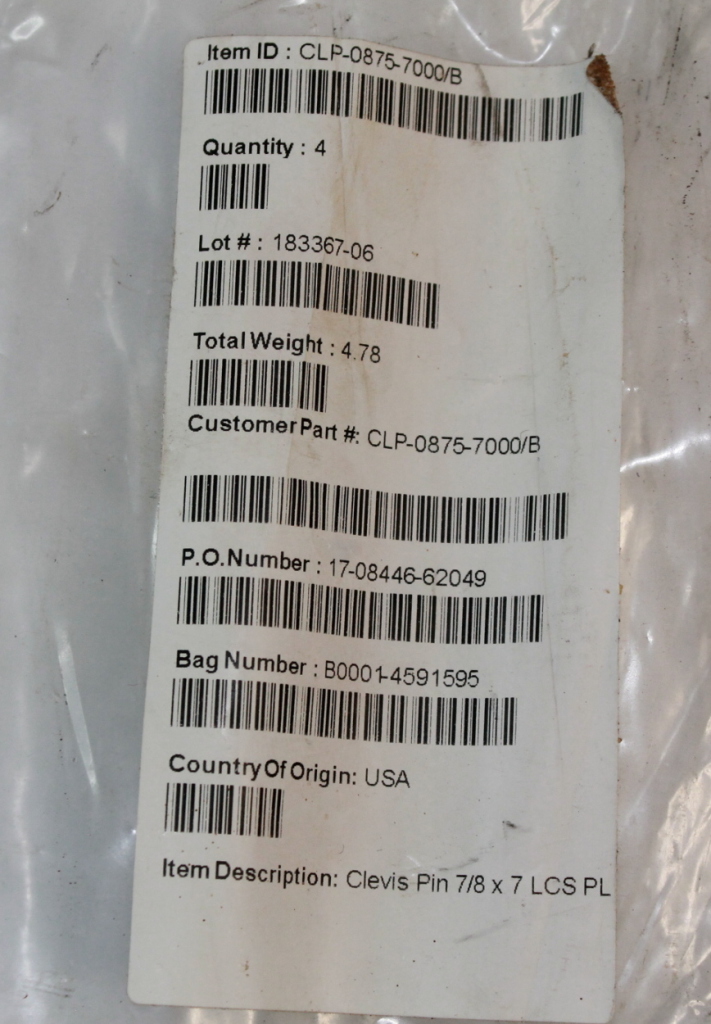 Item ID : CLP-0875-7000/B
Quantity : 4
Lot # : 183367-06
Total Weight : 4.78
Customer Part #: CLP-0875-7000/B
P.O.Number : 17-08446-62049
Bag Number : B0001-4591595
Country Of Origin: USA
Item Description: Clevis Pin 7/8 x 7 LCS PL